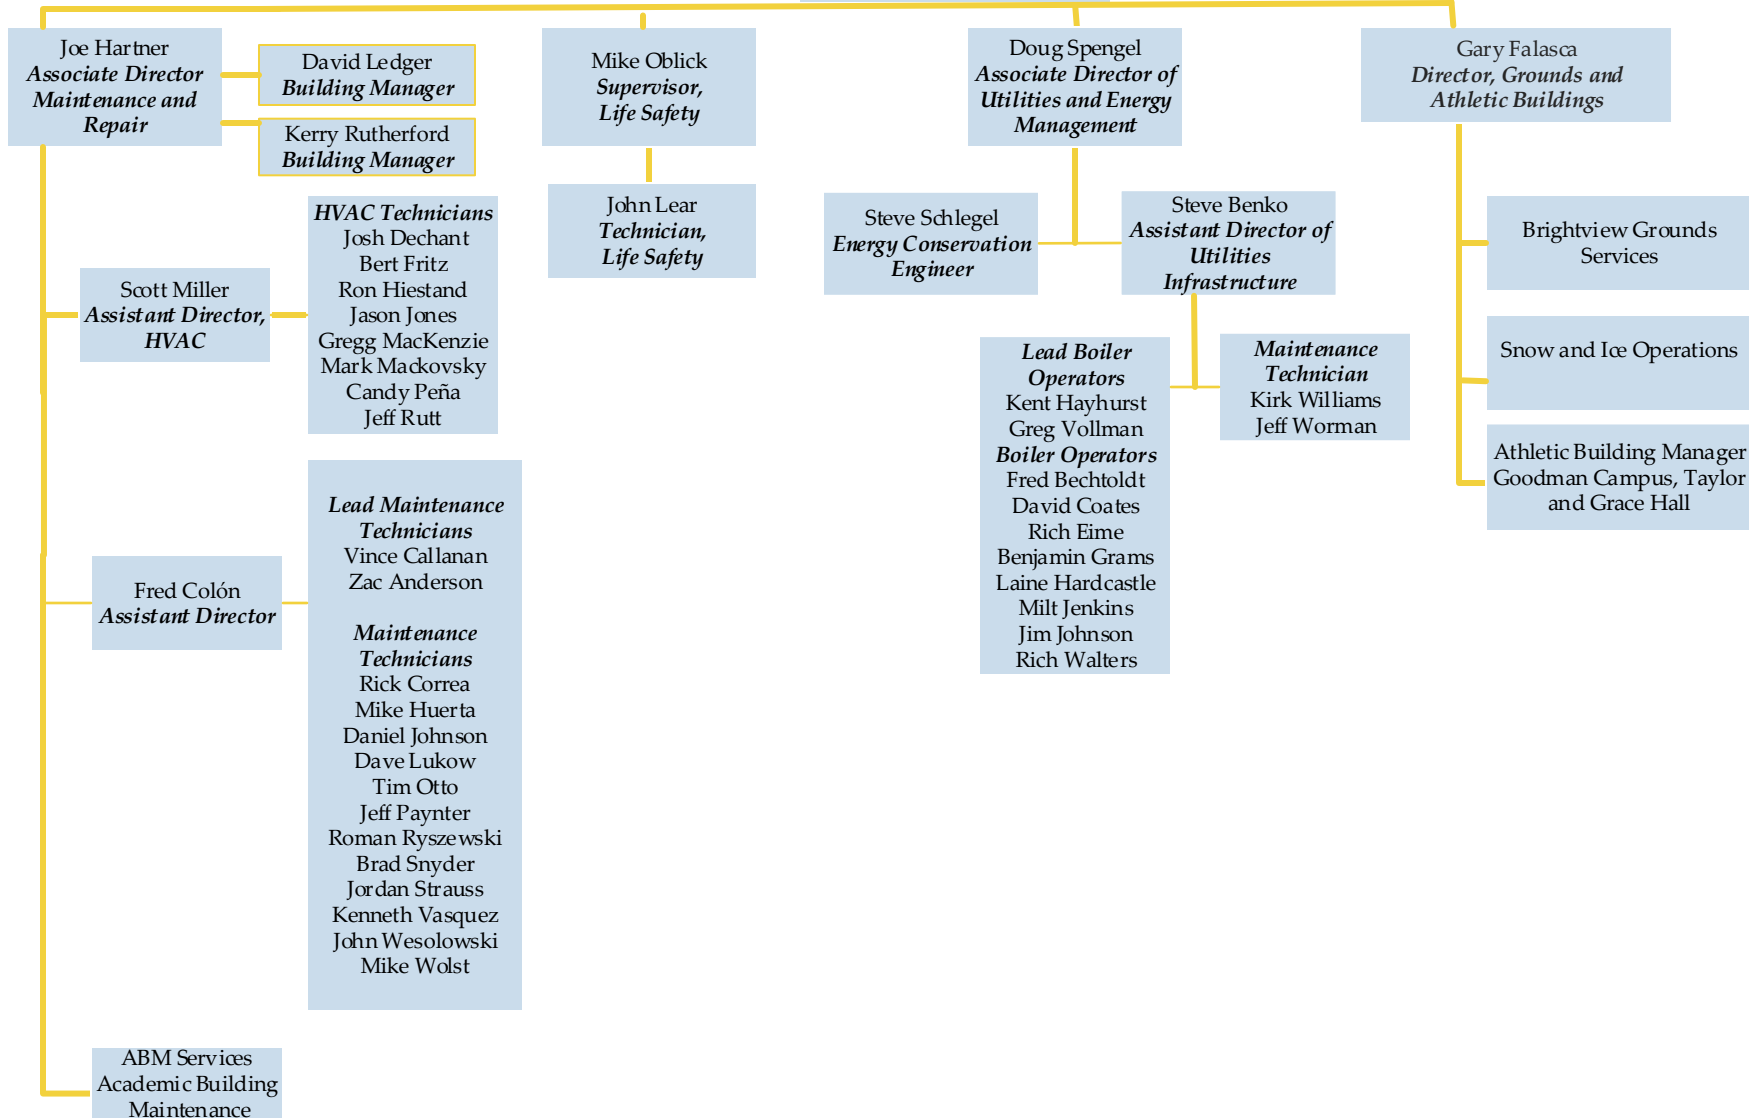 Joe Hartner
Associate Director
Maintenance and
Repair
David Ledger
Building Manager
Kerry Rutherford
Building Manager
Scott Miller
Assistant Director,
HVAC
HVAC Technicians
Josh Dechant
Bert Fritz
Ron Hiestand
Jason Jones
Gregg MacKenzie
Mark Mackovsky
Candy Peña
Jeff Rutt
Fred Colón
Assistant Director
Lead Maintenance
Technicians
Vince Callanan
Zac Anderson
Maintenance
Technicians
Rick Correa
Mike Huerta
Daniel Johnson
Dave Lukow
Tim Otto
Jeff Paynter
Roman Ryszewski
Brad Snyder
Jordan Strauss
Kenneth Vasquez
John Wesolowski
Mike Wolst
ABM Services
Academic Building
Maintenance
Mike Oblick
Supervisor,
Life Safety
John Lear
Technician,
Life Safety
Doug Spengel
Associate Director of
Utilities and Energy
Management
Steve Schlegel
Energy Conservation
Engineer
Steve Benko
Assistant Director of
Utilities
Infrastructure
Lead Boiler
Operators
Kent Hayhurst
Greg Vollman
Boiler Operators
Fred Bechtoldt
David Coates
Rich Eime
Benjamin Grams
Laine Hardcastle
Milt Jenkins
Jim Johnson
Rich Walters
Maintenance
Technician
Kirk Williams
Jeff Worman
Gary Falasca
Director, Grounds and
Athletic Buildings
Brightview Grounds
Services
Snow and Ice Operations
Athletic Building Manager
Goodman Campus, Taylor
and Grace Hall